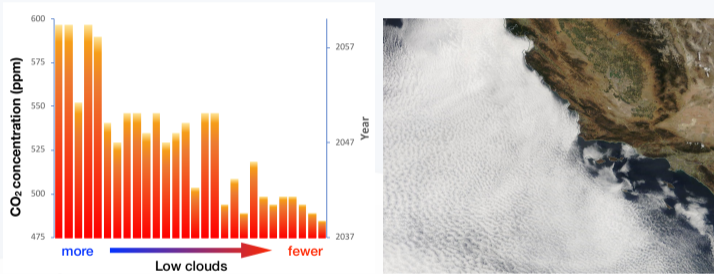 CO₂ concentration (ppm)
600
575
550
525
500
475
2057
2047
2037
Year
more
fewer
Low clouds